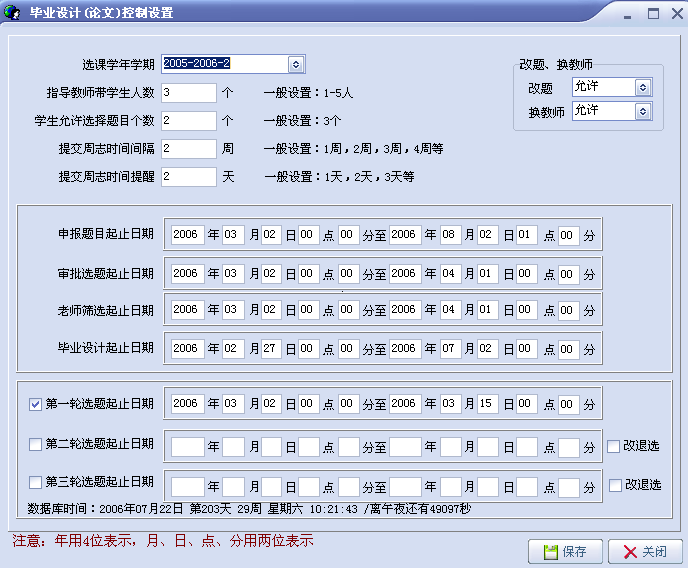 毕业设计(论文)控制设置
选课学年学期 2005-2006-2
指导教师带学生人数 3 个 一般设置：1-5人
学生允许选择题目个数 2 个 一般设置：3个
提交周志时间间隔 2 周 一般设置：1周，2周，3周，4周等
提交周志时间提醒 2 天 一般设置：1天，2天，3天等
改题、换教师
改题 允许
换教师 允许
申报题目起止日期 2006 年 03 月 02 日 00 点 00 分至 2006 年 08 月 02 日 01 点 00 分
审批选题起止日期 2006 年 03 月 02 日 00 点 00 分至 2006 年 04 月 01 日 00 点 00 分
老师筛选起止日期 2006 年 03 月 02 日 00 点 00 分至 2006 年 04 月 01 日 00 点 00 分
毕业设计起止日期 2006 年 02 月 27 日 00 点 00 分至 2006 年 07 月 02 日 00 点 00 分
第一轮选题起止日期 2006 年 03 月 02 日 00 点 00 分至 2006 年 03 月 15 日 00 点 00 分
第二轮选题起止日期 年 月 日 点 分至 年 月 日 点 分 改退选
第三轮选题起止日期 年 月 日 点 分至 年 月 日 点 分 改退选
数据库时间：2006年07月22日 第203天 29周 星期六 10:21:43 /离午夜还有49097秒
注意：年用4位表示，月、日、点、分用两位表示
保存 关闭